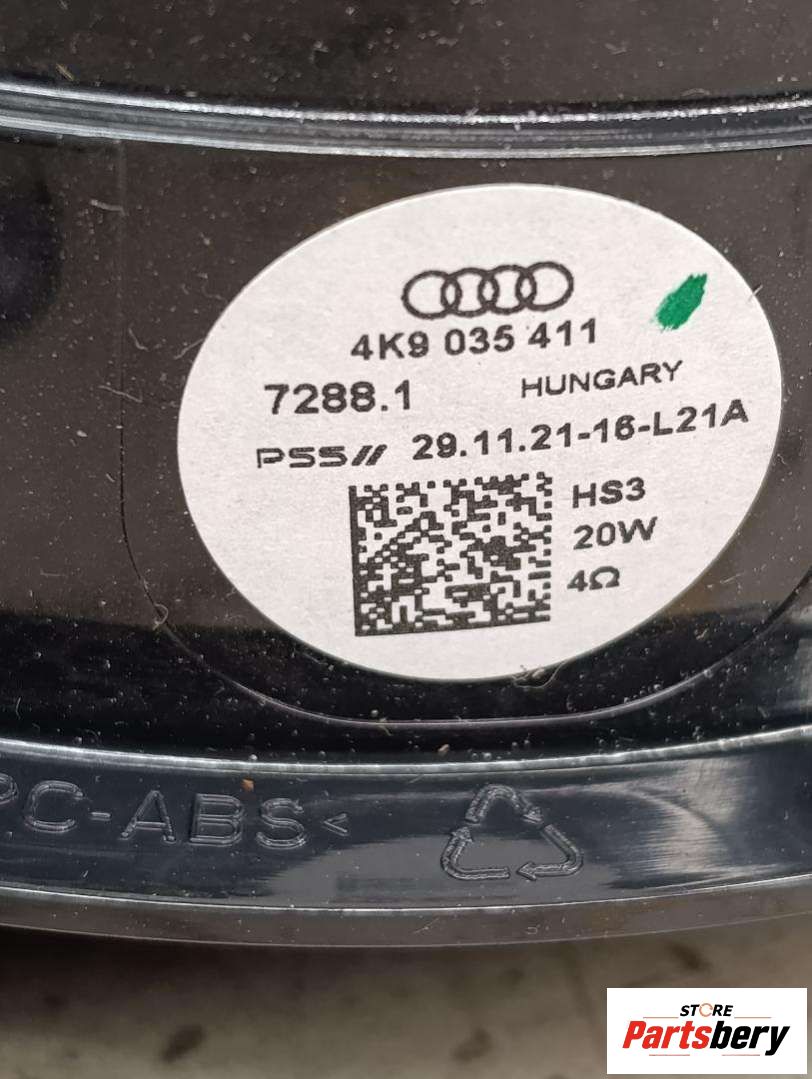 4K9 035 411
7288.1 HUNGARY
PSS 29.11.21-16-L21A
HS3
20W
4Ω
PC-ABS<
STORE
Partsbery